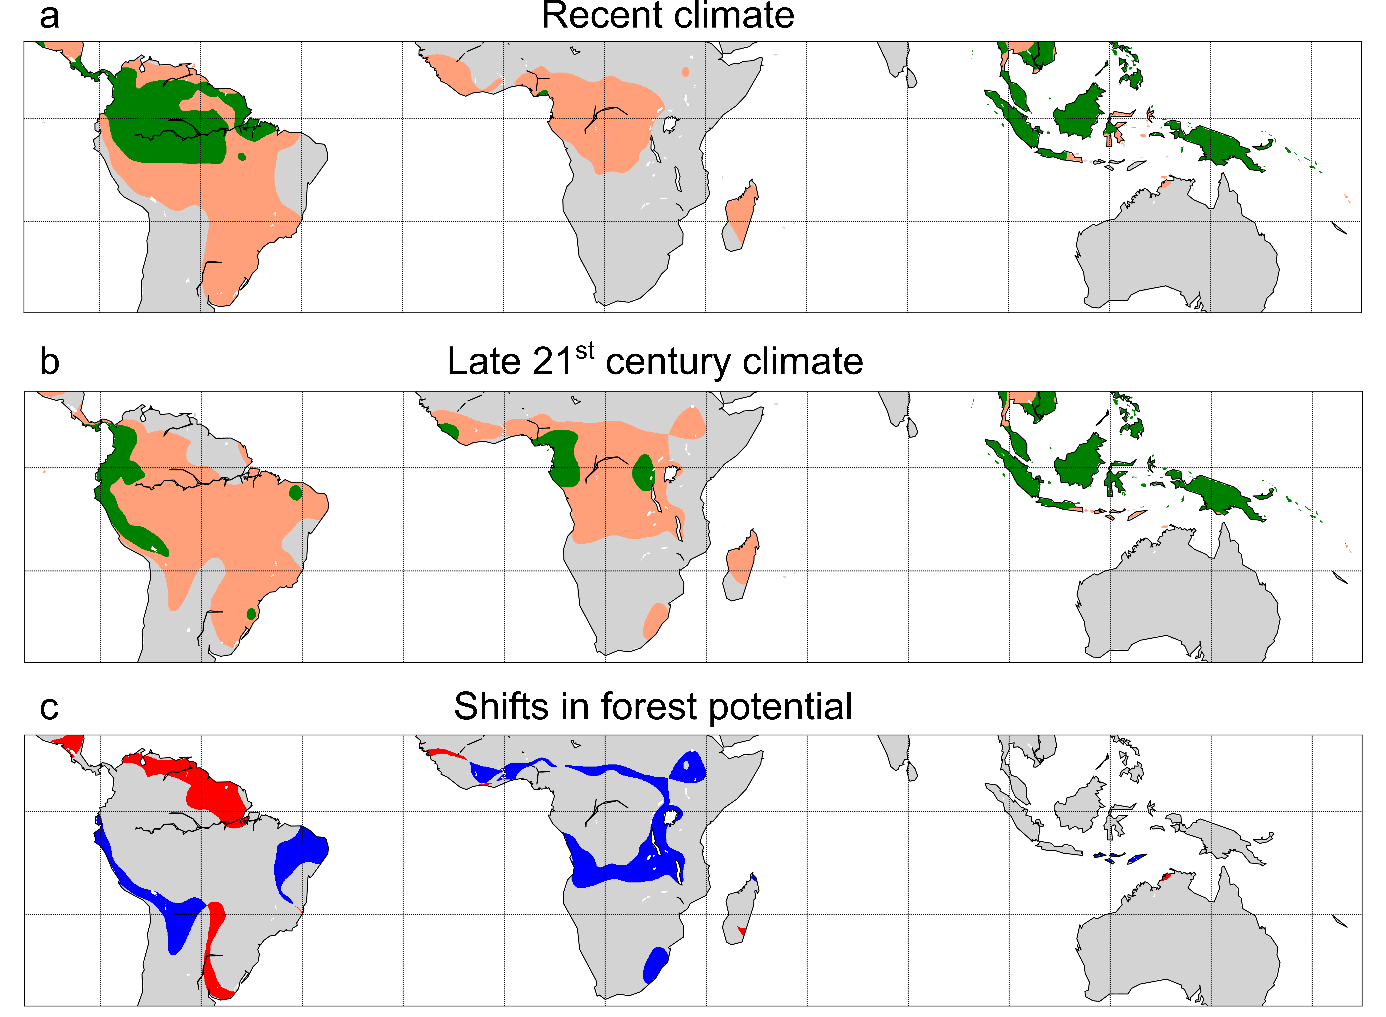 a
Recent climate
b
Late 21st century climate
c
Shifts in forest potential